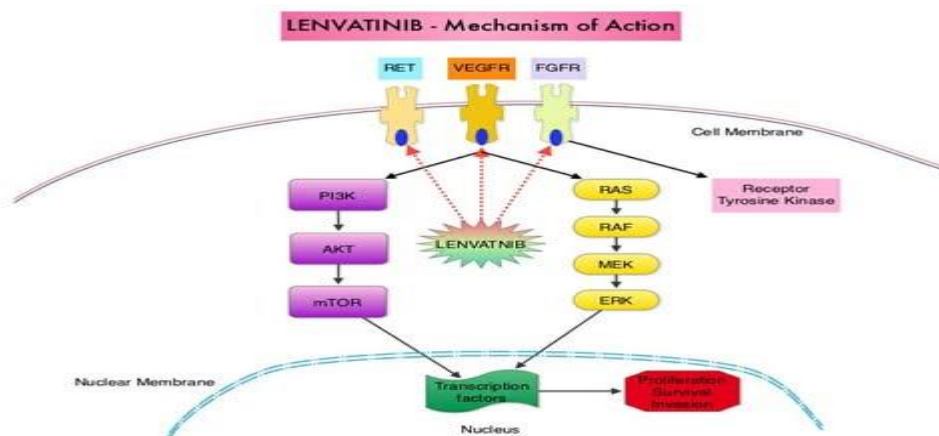 LENVATINIB - Mechanism of Action
RET
VEGFR
FGFR
Cell Membrane
PI3K
RAS
Receptor
Tyrosine Kinase
RAF
AKT
LENVATNIB
MEK
mTOR
ERK
Nuclear Membrane
Transcription
factors
Proliferation
Survival
Invasion
Nucleus